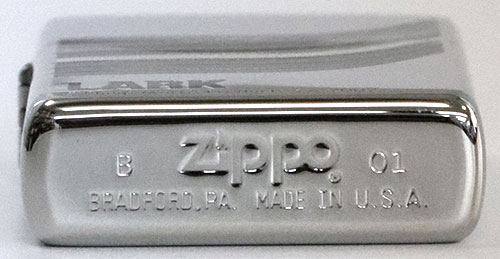 LARK
B Zippo 01
BRADFORD, PA. MADE IN U.S.A.